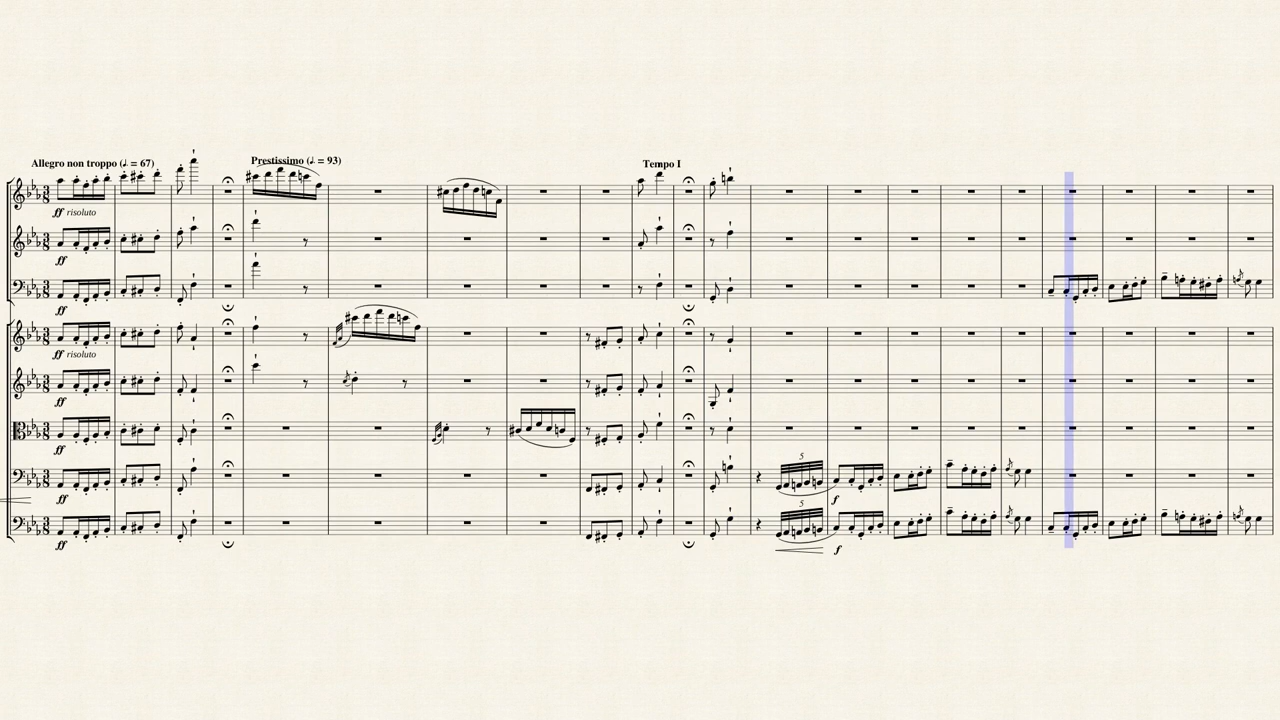 Allegro non troppo (♩. = 67)
Prestissimo (♩. = 93)
Tempo I
ff risoluto
ff
ff
ff risoluto
ff
ff
5
ff
f
5
ff
f